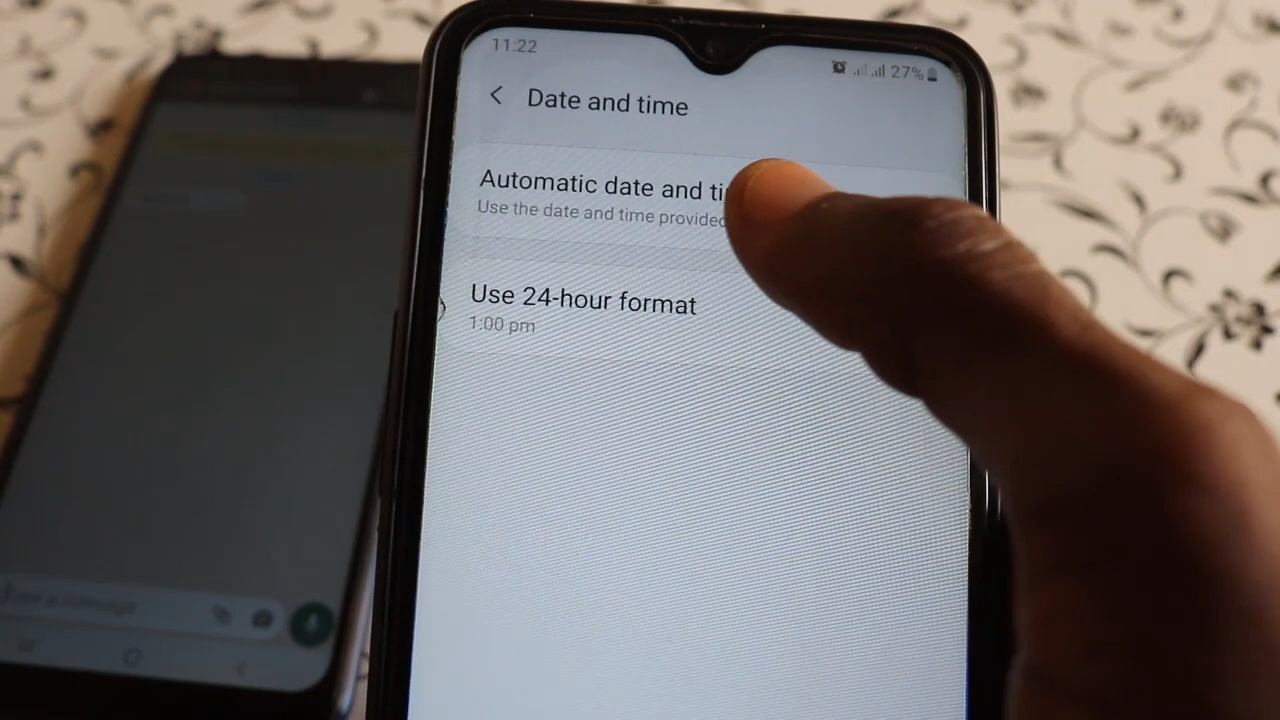 11:22
27%
Date and time
Automatic date and ti
Use the date and time provided
Use 24-hour format
1:00 pm